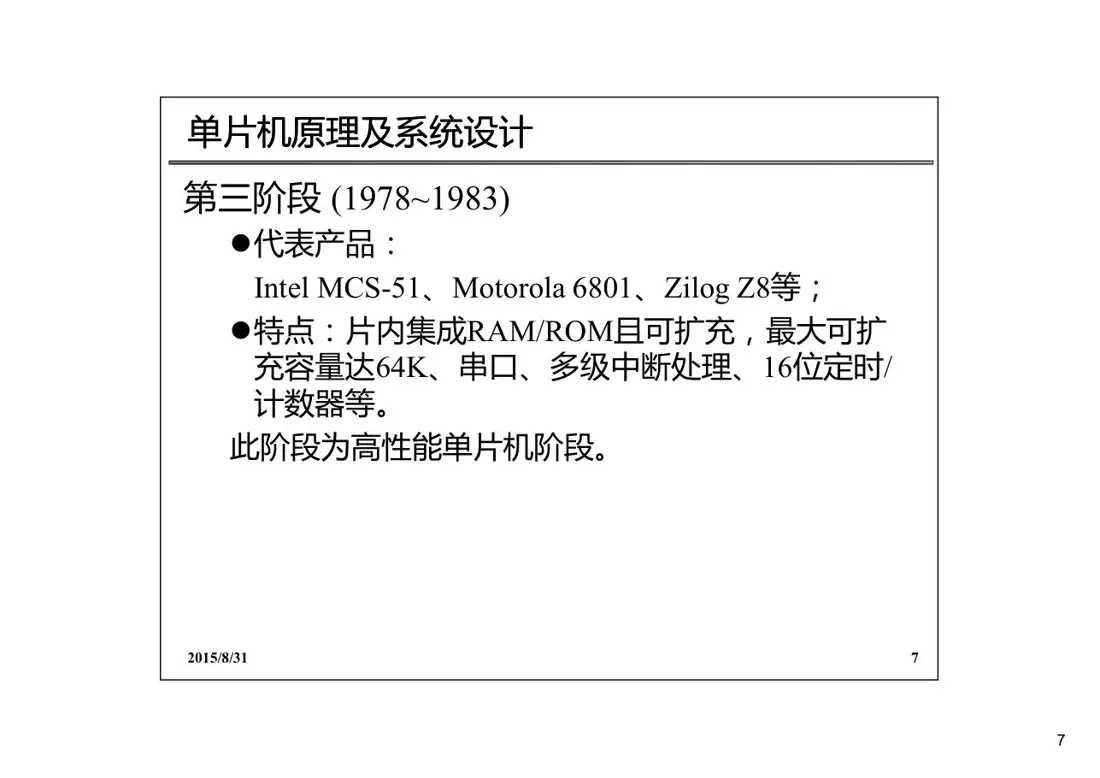 单片机原理及系统设计
第三阶段 (1978~1983)
●代表产品：
Intel MCS-51、Motorola 6801、Zilog Z8等；
●特点：片内集成RAM/ROM且可扩充，最大可扩
充容量达64K、串口、多级中断处理、16位定时/
计数器等。
此阶段为高性能单片机阶段。
2015/8/31
7
7